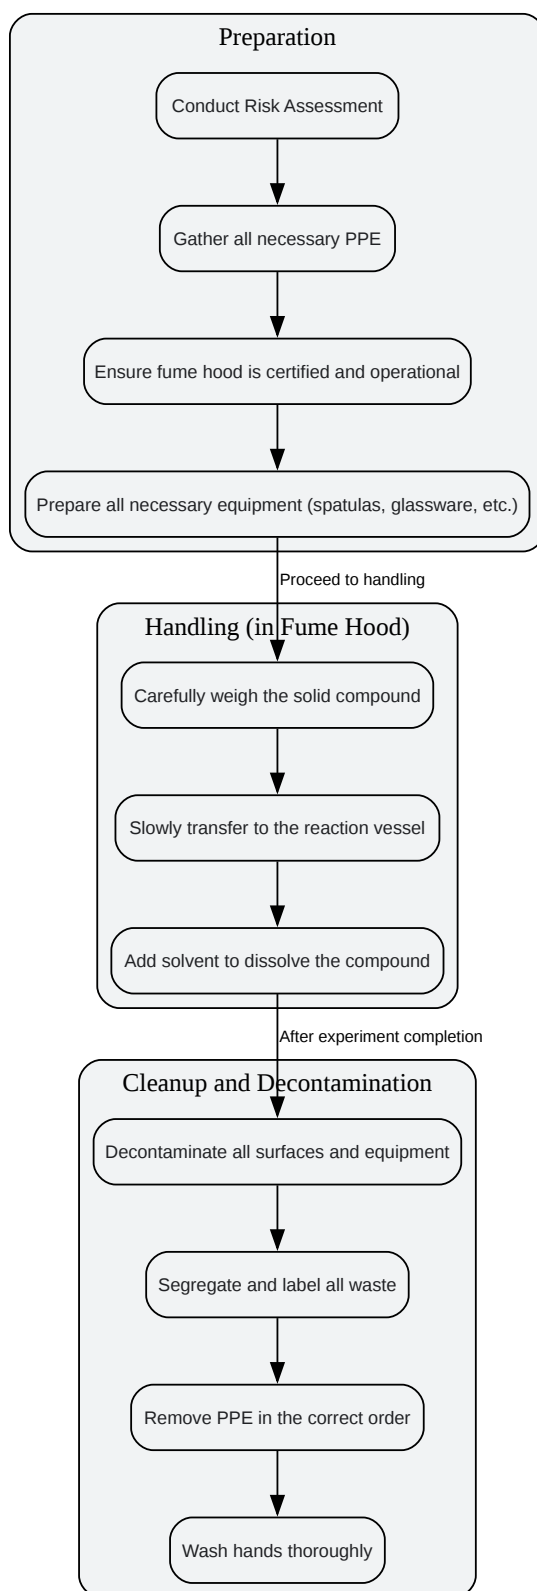 Preparation
Conduct Risk Assessment
Gather all necessary PPE
Ensure fume hood is certified and operational
Prepare all necessary equipment (spatulas, glassware, etc.)
Proceed to handling
Handling (in Fume Hood)
Carefully weigh the solid compound
Slowly transfer to the reaction vessel
Add solvent to dissolve the compound
After experiment completion
Cleanup and Decontamination
Decontaminate all surfaces and equipment
Segregate and label all waste
Remove PPE in the correct order
Wash hands thoroughly